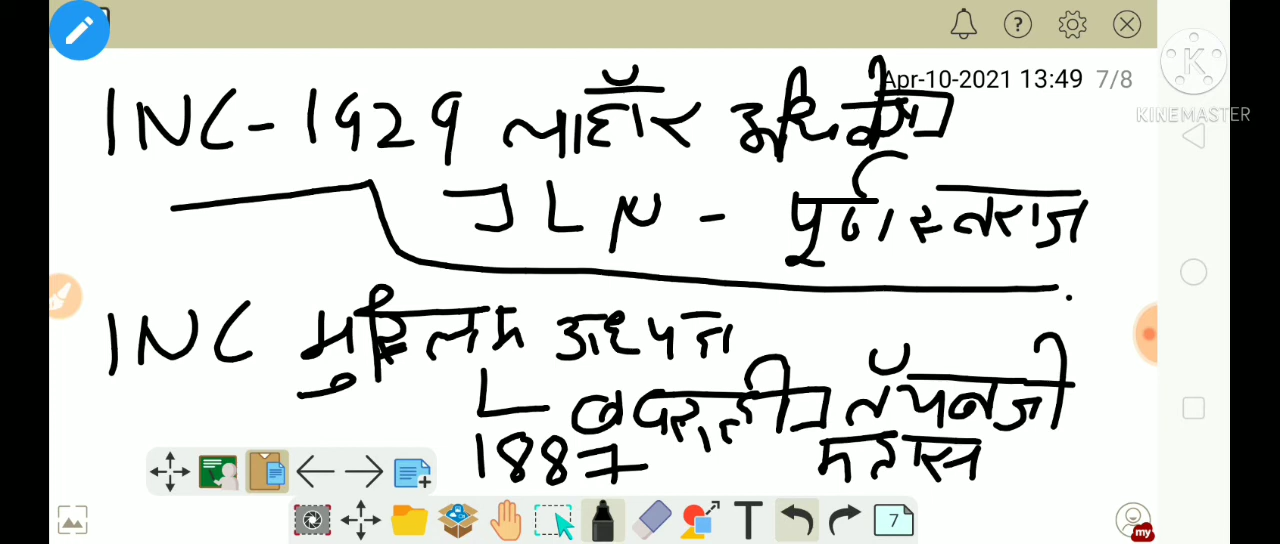 Apr-10-2021 13:49 7/8
KINEMASTER
INC - 1929 लाहौर अधिवेशन
JLN - पूर्ण स्वराज
INC मुस्लिम अध्यक्ष
बदरुद्दीन तैयबजी
1887 मद्रास
T
7
my